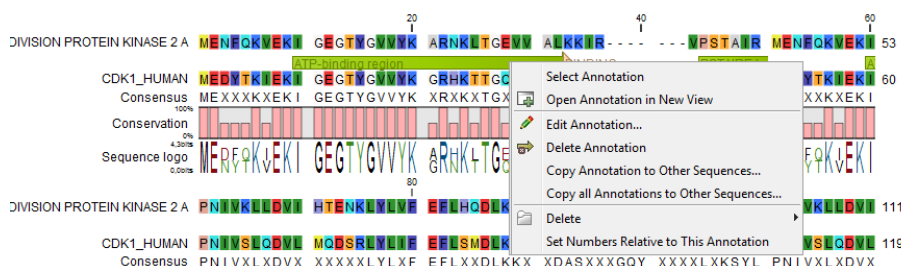 20 40 60
DIVISION PROTEIN KINASE 2 A MENFQKVEKI GEGTYGVVYK ARNKLTGEVV ALKKIR- - - - - VPSTAIR MENFQKVEKI 53
ATP-binding region
CDK1_HUMAN MEDYTKIEKI GEGTYGVVYK GRHKTTGQ YTKIEKI 60
Consensus MEXXXKXEKI GEGTYGVVYK XRXKXTGX XXKXEKI
100%
Conservation
0%
4,3bits
Sequence logo
0,0bits
Select Annotation
Open Annotation in New View
Edit Annotation...
Delete Annotation
Copy Annotation to Other Sequences...
Copy all Annotations to Other Sequences...
Delete
Set Numbers Relative to This Annotation
80
DIVISION PROTEIN KINASE 2 A PNIVKLLDVI HTENKLYLVF EFLHQDLK VKLLDVI 111
CDK1_HUMAN PNIVSLQDVL MQDSRLYLIF EFLSMDLK VSLQDVL 119
Consensus PNIVXLXDVX XXXXXLYLXF EFLXXDLKKX XDASXXXGQY XXXXLXKSYL PNIVXLXDVX